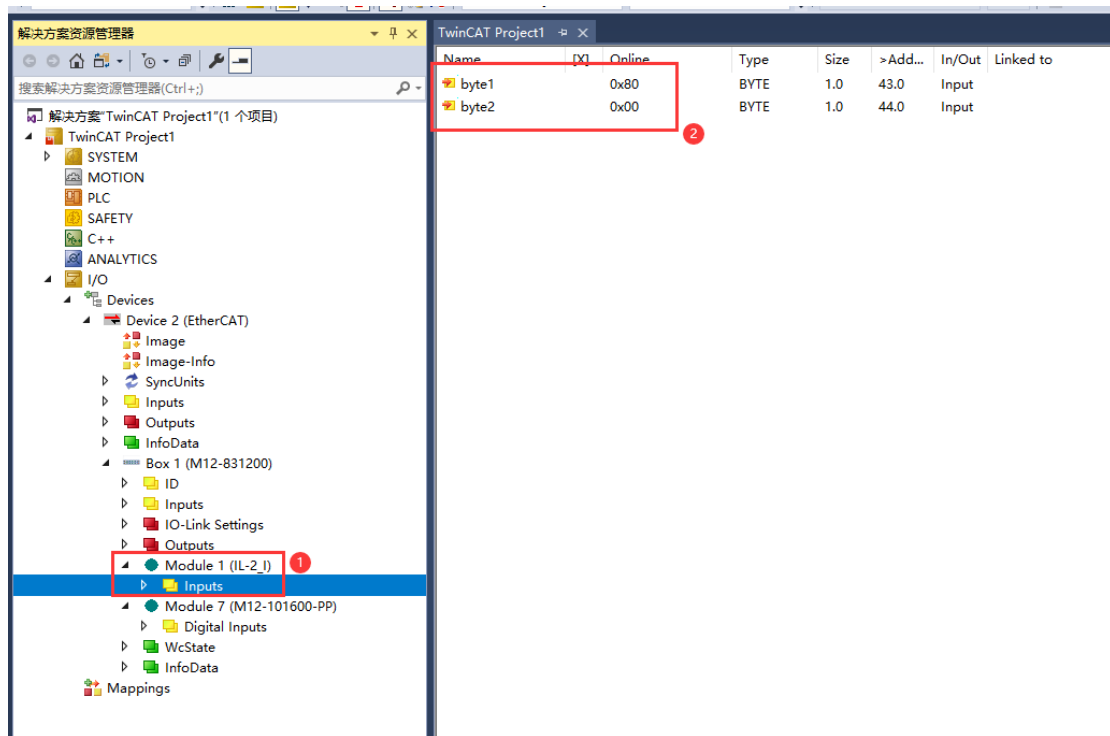 解决方案资源管理器
搜索解决方案资源管理器(Ctrl+;)
解决方案"TwinCAT Project1"(1 个项目)
TwinCAT Project1
SYSTEM
MOTION
PLC
SAFETY
C++
ANALYTICS
I/O
Devices
Device 2 (EtherCAT)
Image
Image-Info
SyncUnits
Inputs
Outputs
InfoData
Box 1 (M12-831200)
ID
Inputs
IO-Link Settings
Outputs
Module 1 (IL-2_I)
1
Inputs
Module 7 (M12-101600-PP)
Digital Inputs
WcState
InfoData
Mappings
TwinCAT Project1
Name [X] Online Type Size >Add... In/Out Linked to
byte1 0x80 BYTE 1.0 43.0 Input
byte2 0x00 BYTE 1.0 44.0 Input
2